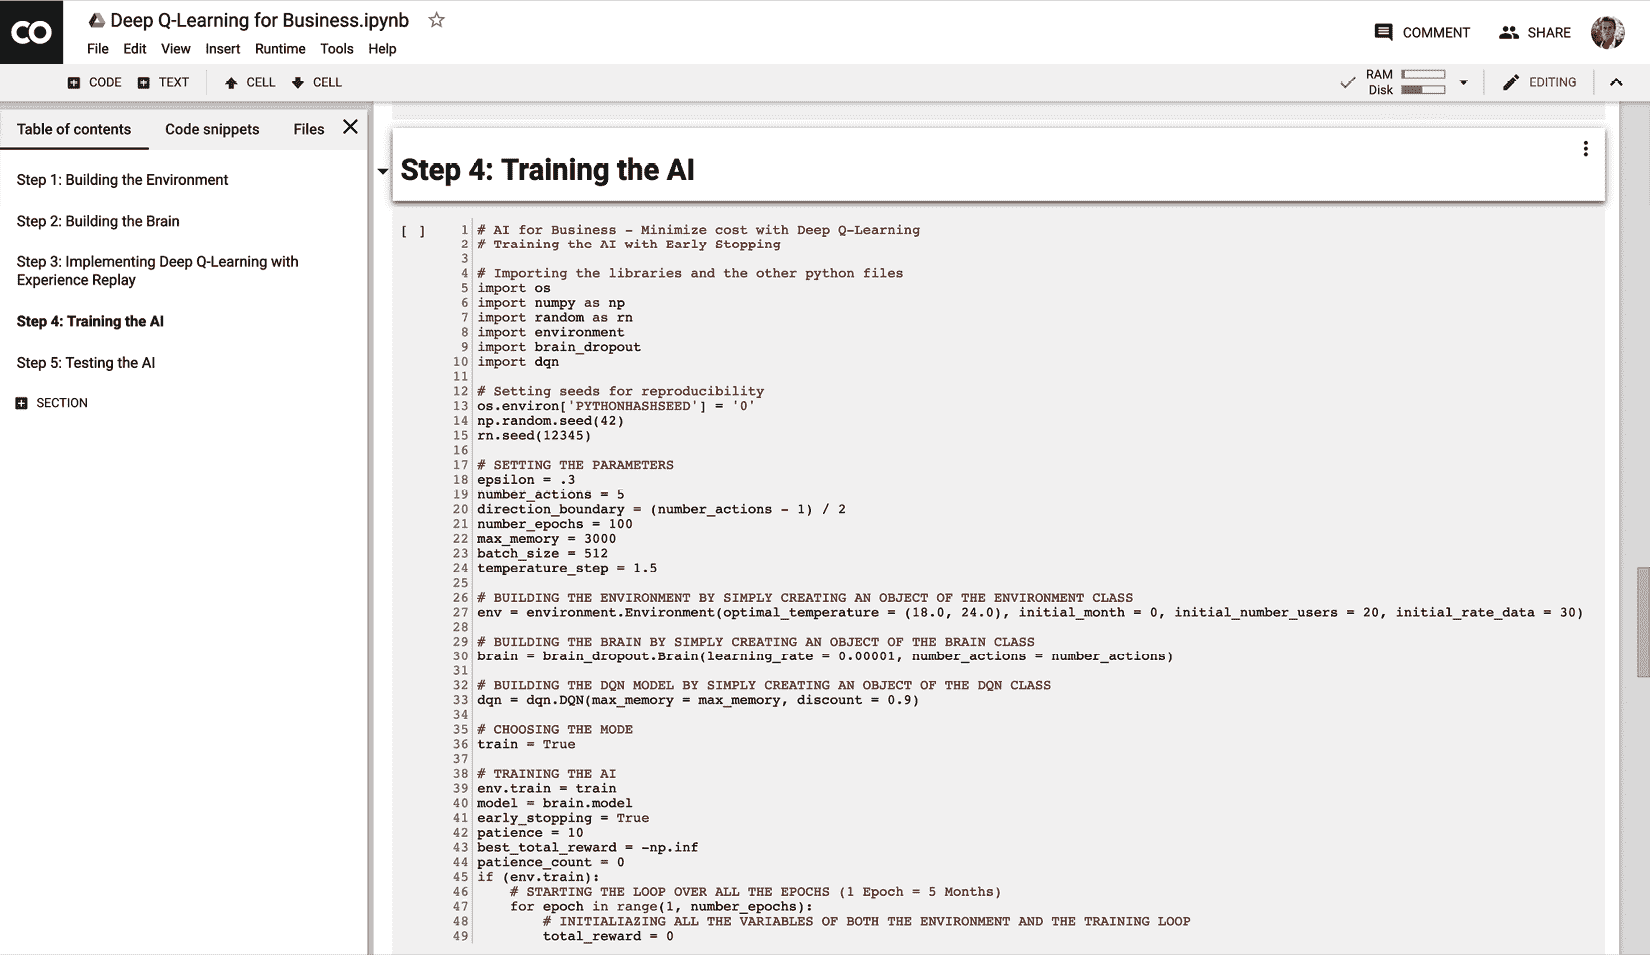 CO
Deep Q-Learning for Business.ipynb
File Edit View Insert Runtime Tools Help
COMMENT SHARE
CODE TEXT CELL CELL
RAM
Disk
EDITING
Table of contents Code snippets Files
Step 1: Building the Environment
Step 2: Building the Brain
Step 3: Implementing Deep Q-Learning with
Experience Replay
Step 4: Training the AI
Step 5: Testing the AI
SECTION
Step 4: Training the AI
[ ]
1 # AI for Business - Minimize cost with Deep Q-Learning
2 # Training the AI with Early Stopping
3
4 # Importing the libraries and the other python files
5 import os
6 import numpy as np
7 import random as rn
8 import environment
9 import brain_dropout
10 import dqn
11
12 # Setting seeds for reproducibility
13 os.environ['PYTHONHASHSEED'] = '0'
14 np.random.seed(42)
15 rn.seed(12345)
16
17 # SETTING THE PARAMETERS
18 epsilon = .3
19 number_actions = 5
20 direction_boundary = (number_actions - 1) / 2
21 number_epochs = 100
22 max_memory = 3000
23 batch_size = 512
24 temperature_step = 1.5
25
26 # BUILDING THE ENVIRONMENT BY SIMPLY CREATING AN OBJECT OF THE ENVIRONMENT CLASS
27 env = environment.Environment(optimal_temperature = (18.0, 24.0), initial_month = 0, initial_number_users = 20, initial_rate_data = 30)
28
29 # BUILDING THE BRAIN BY SIMPLY CREATING AN OBJECT OF THE BRAIN CLASS
30 brain = brain_dropout.Brain(learning_rate = 0.00001, number_actions = number_actions)
31
32 # BUILDING THE DQN MODEL BY SIMPLY CREATING AN OBJECT OF THE DQN CLASS
33 dqn = dqn.DQN(max_memory = max_memory, discount = 0.9)
34
35 # CHOOSING THE MODE
36 train = True
37
38 # TRAINING THE AI
39 env.train = train
40 model = brain.model
41 early_stopping = True
42 patience = 10
43 best_total_reward = -np.inf
44 patience_count = 0
45 if (env.train):
46 # STARTING THE LOOP OVER ALL THE EPOCHS (1 Epoch = 5 Months)
47 for epoch in range(1, number_epochs):
48 # INITIALIAZING ALL THE VARIABLES OF BOTH THE ENVIRONMENT AND THE TRAINING LOOP
49 total_reward = 0